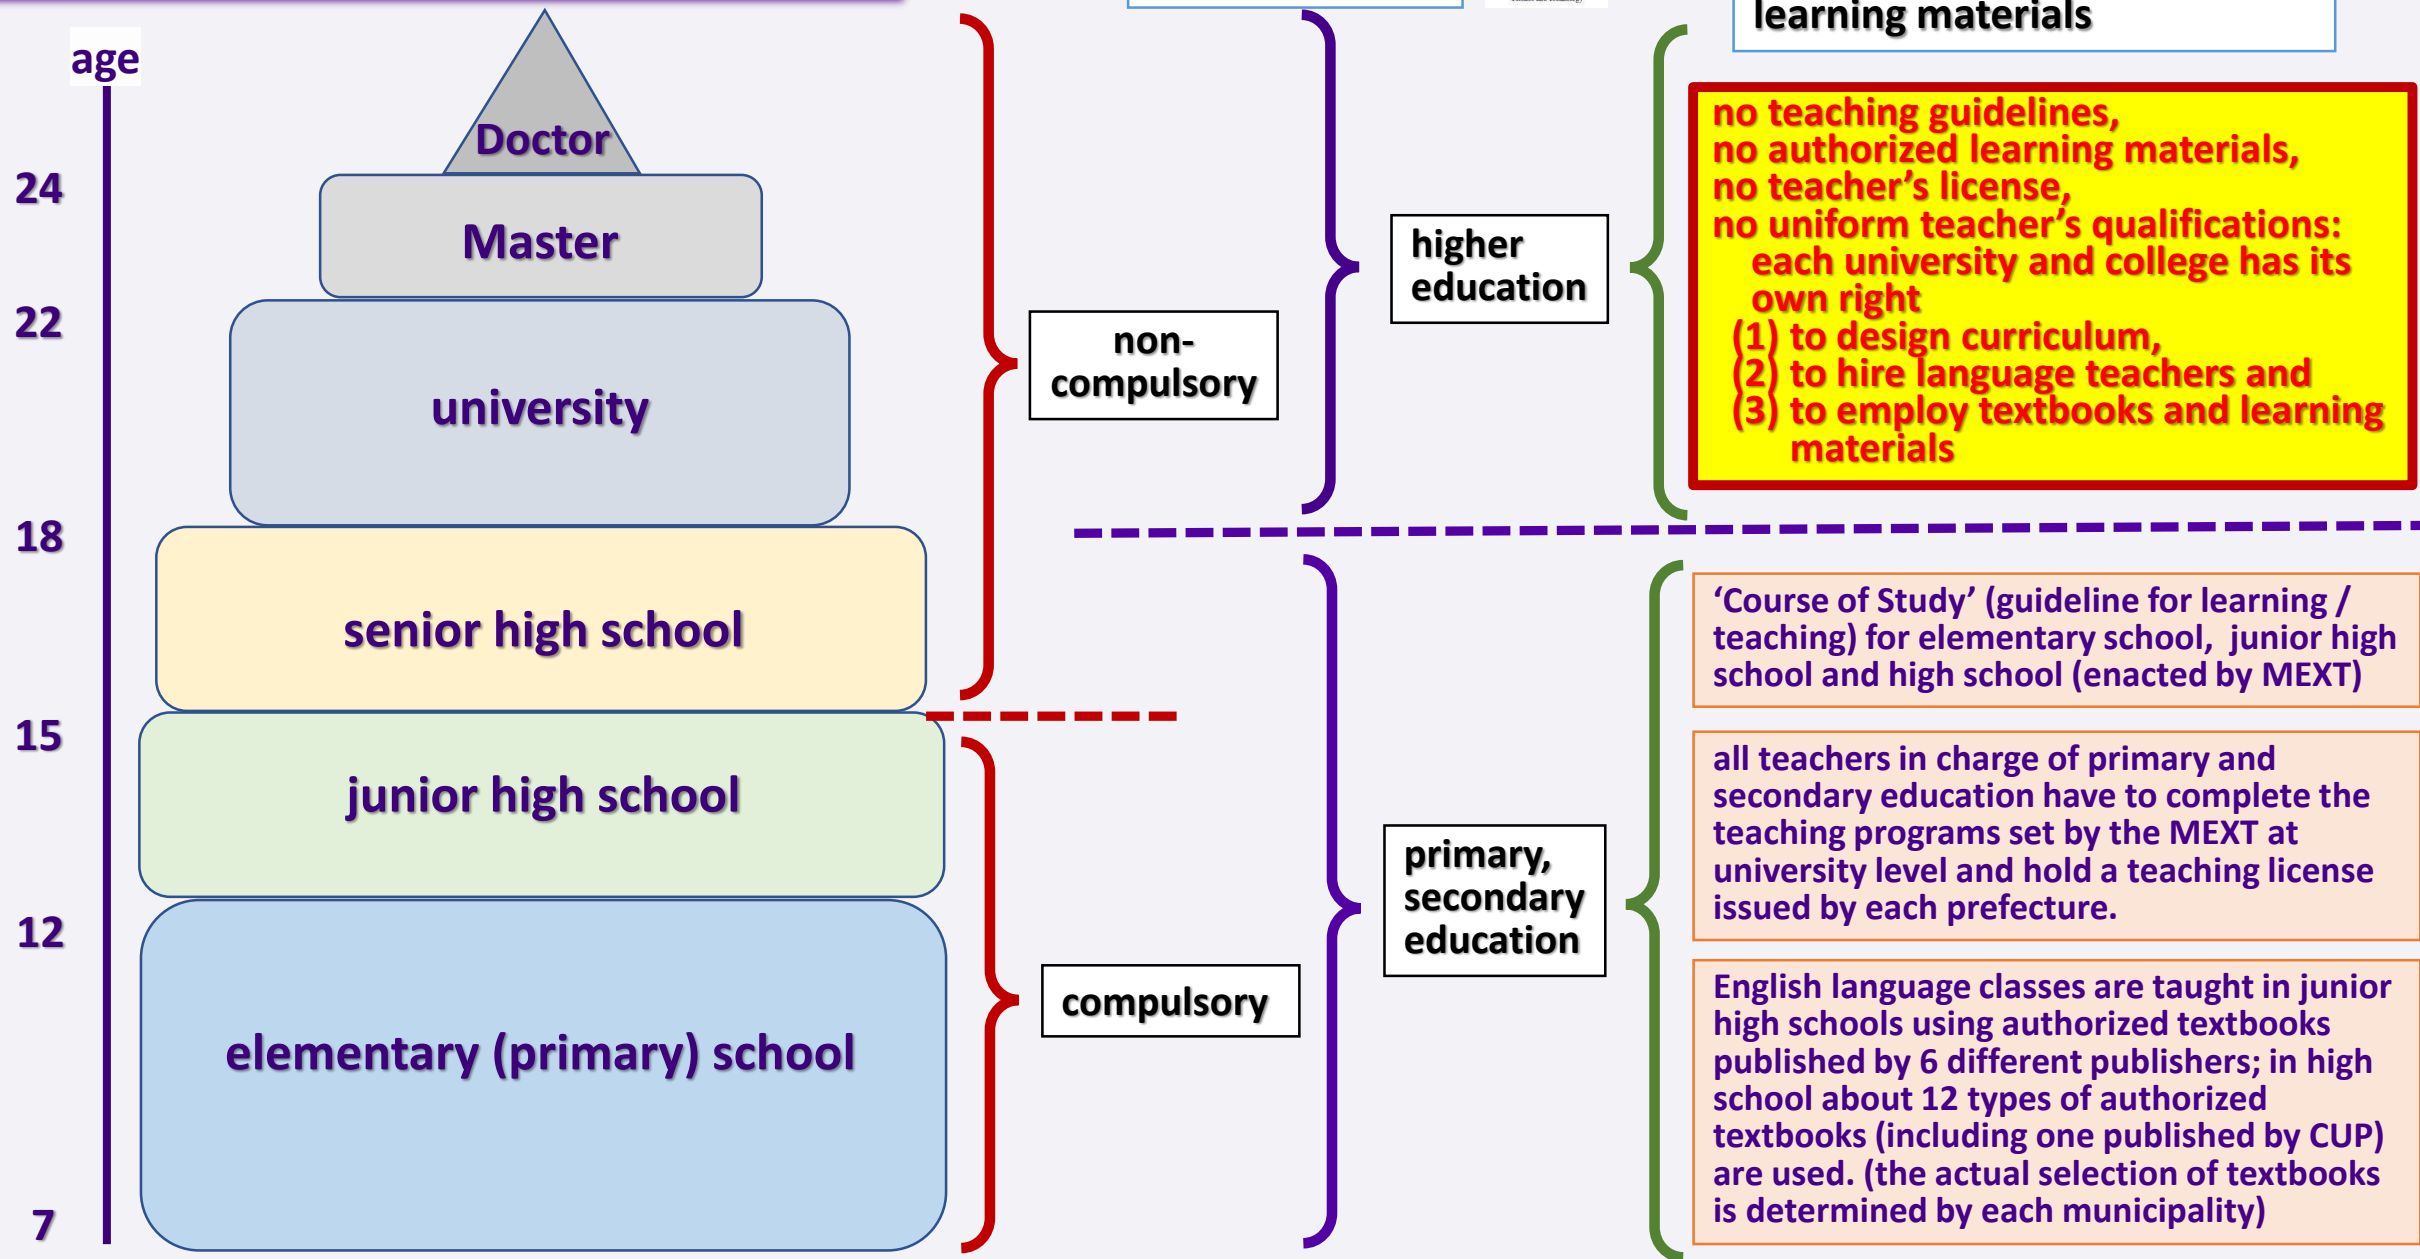 learning materials
age
Doctor
24
Master
22
university
18
senior high school
15
junior high school
12
elementary (primary) school
7
non-
compulsory
compulsory
higher
education
primary,
secondary
education
no teaching guidelines,
no authorized learning materials,
no teacher’s license,
no uniform teacher’s qualifications:
each university and college has its
own right
(1) to design curriculum,
(2) to hire language teachers and
(3) to employ textbooks and learning
materials
‘Course of Study’ (guideline for learning /
teaching) for elementary school, junior high
school and high school (enacted by MEXT)
all teachers in charge of primary and
secondary education have to complete the
teaching programs set by the MEXT at
university level and hold a teaching license
issued by each prefecture.
English language classes are taught in junior
high schools using authorized textbooks
published by 6 different publishers; in high
school about 12 types of authorized
textbooks (including one published by CUP)
are used. (the actual selection of textbooks
is determined by each municipality)